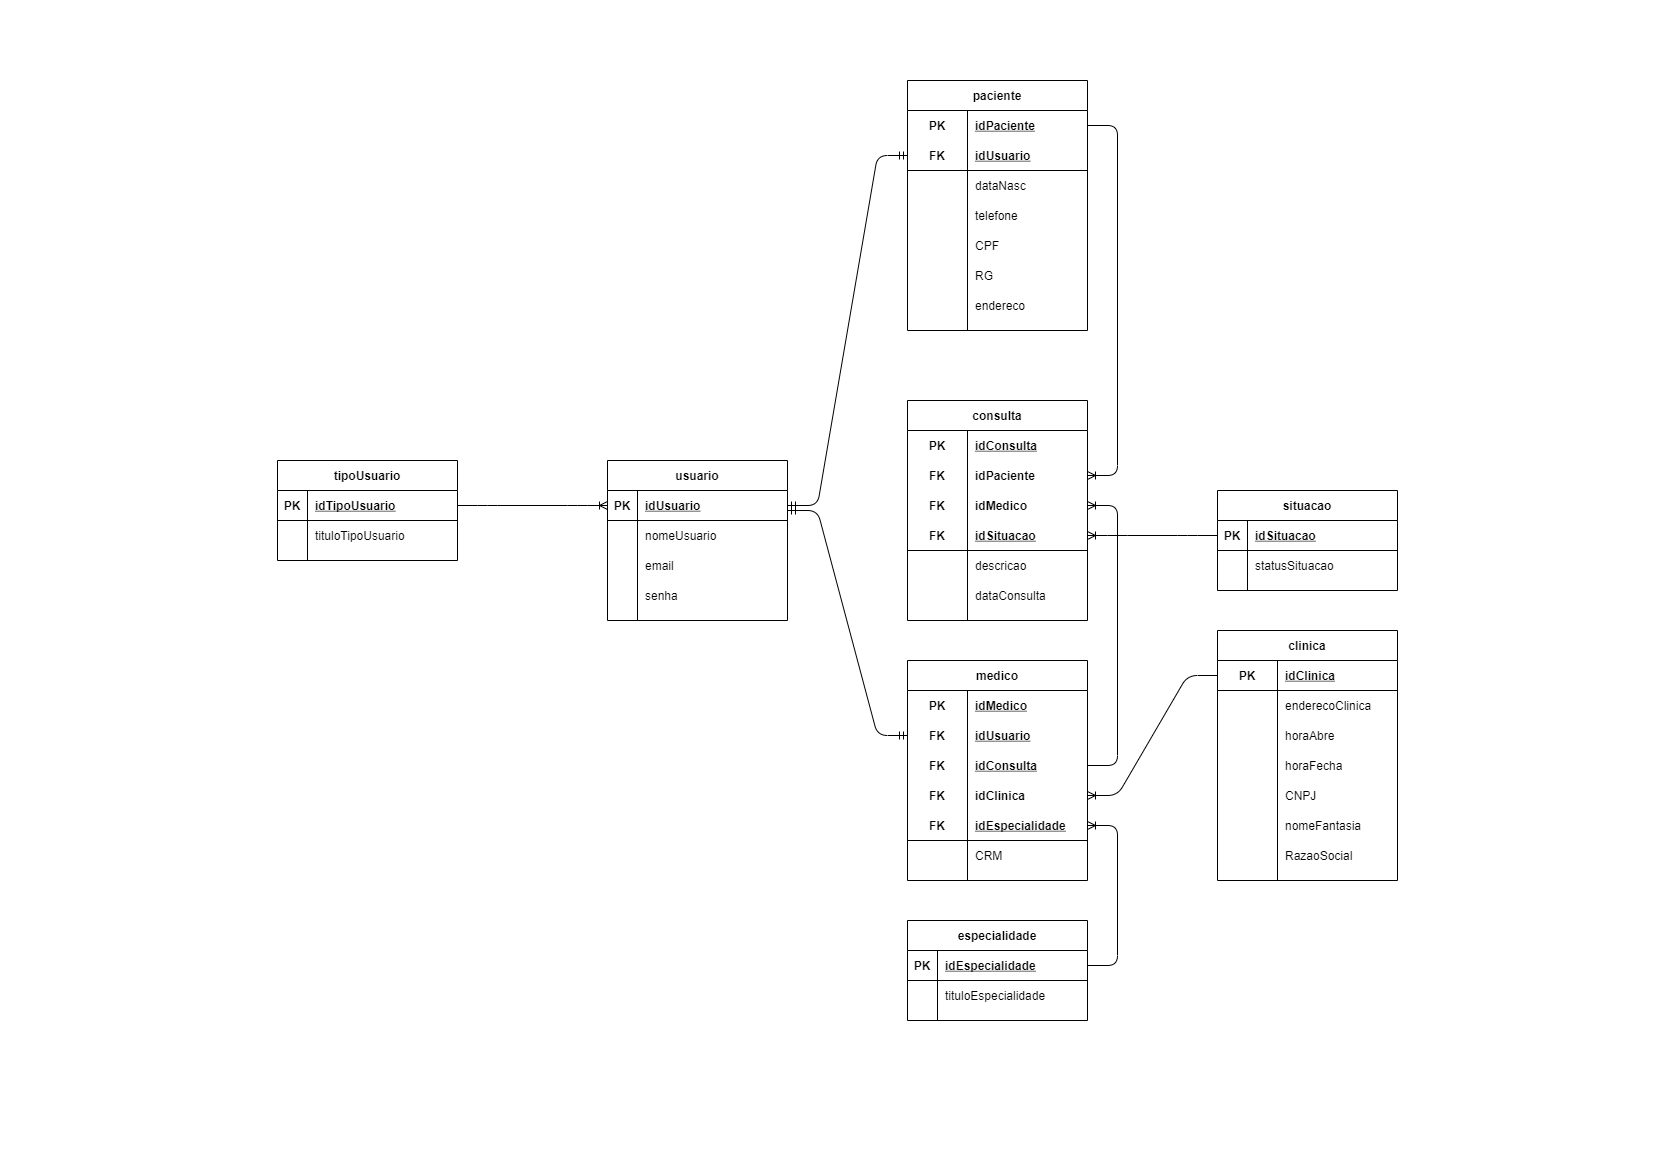 paciente
PK idPaciente
FK idUsuario
dataNasc
telefone
CPF
RG
endereco
consulta
PK idConsulta
FK idPaciente
FK idMedico
FK idSituacao
descricao
dataConsulta
tipoUsuario
PK idTipoUsuario
tituloTipoUsuario
usuario
PK idUsuario
nomeUsuario
email
senha
situacao
PK idSituacao
statusSituacao
medico
PK idMedico
FK idUsuario
FK idConsulta
FK idClinica
FK idEspecialidade
CRM
clinica
PK idClinica
enderecoClinica
horaAbre
horaFecha
CNPJ
nomeFantasia
RazaoSocial
especialidade
PK idEspecialidade
tituloEspecialidade